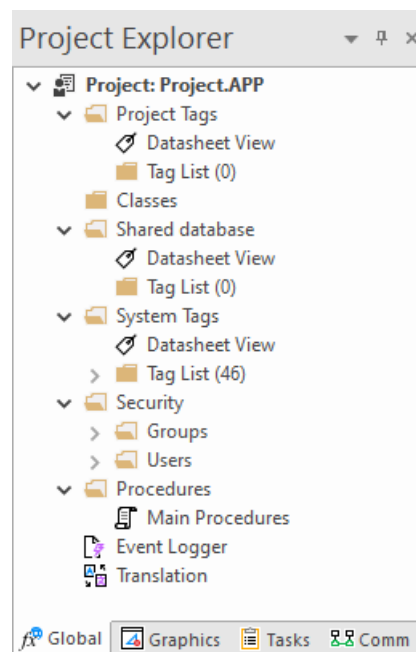 Project Explorer
Project: Project.APP
Project Tags
Datasheet View
Tag List (0)
Classes
Shared database
Datasheet View
Tag List (0)
System Tags
Datasheet View
Tag List (46)
Security
Groups
Users
Procedures
Main Procedures
Event Logger
Translation
Global Graphics Tasks Comm